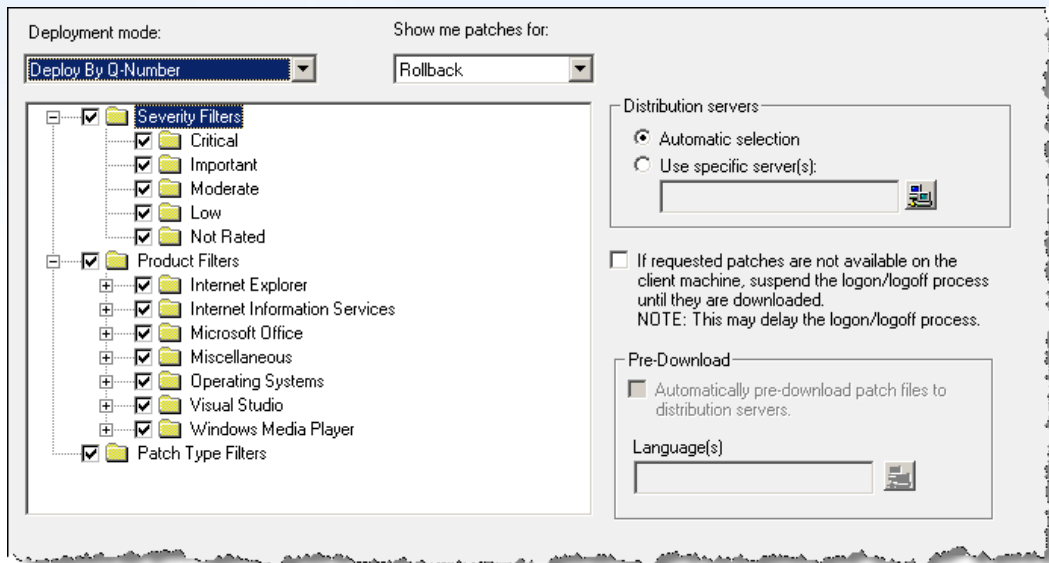 Deployment mode:
Show me patches for:
Deploy By Q-Number
Rollback
Severity Filters
Critical
Important
Moderate
Low
Not Rated
Product Filters
Internet Explorer
Internet Information Services
Microsoft Office
Miscellaneous
Operating Systems
Visual Studio
Windows Media Player
Patch Type Filters
Distribution servers
Automatic selection
Use specific server(s):
If requested patches are not available on the
client machine, suspend the logon/logoff process
until they are downloaded.
NOTE: This may delay the logon/logoff process.
Pre-Download
Automatically pre-download patch files to
distribution servers.
Language(s)